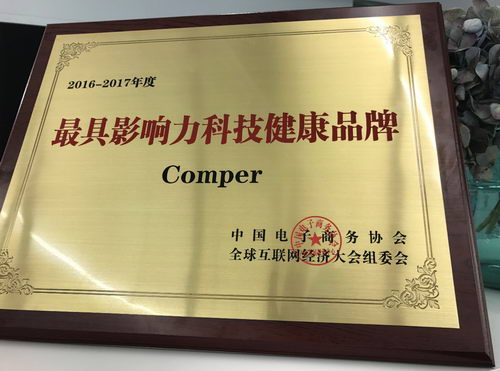 2016-2017年度
最具影响力科技健康品牌
Comper
中国电子商务协会
全球互联网经济大会组委会